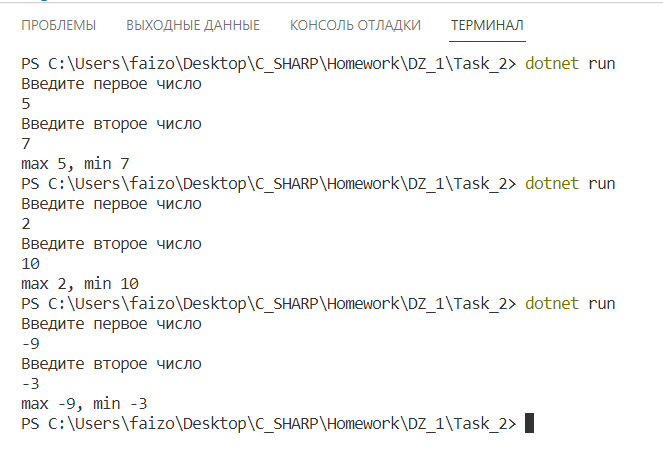 ПРОБЛЕМЫ ВЫХОДНЫЕ ДАННЫЕ КОНСОЛЬ ОТЛАДКИ ТЕРМИНАЛ
PS C:\Users\faizo\Desktop\C_SHARP\Homework\DZ_1\Task_2> dotnet run
Введите первое число
5
Введите второе число
7
max 5, min 7
PS C:\Users\faizo\Desktop\C_SHARP\Homework\DZ_1\Task_2> dotnet run
Введите первое число
2
Введите второе число
10
max 2, min 10
PS C:\Users\faizo\Desktop\C_SHARP\Homework\DZ_1\Task_2> dotnet run
Введите первое число
-9
Введите второе число
-3
max -9, min -3
PS C:\Users\faizo\Desktop\C_SHARP\Homework\DZ_1\Task_2>